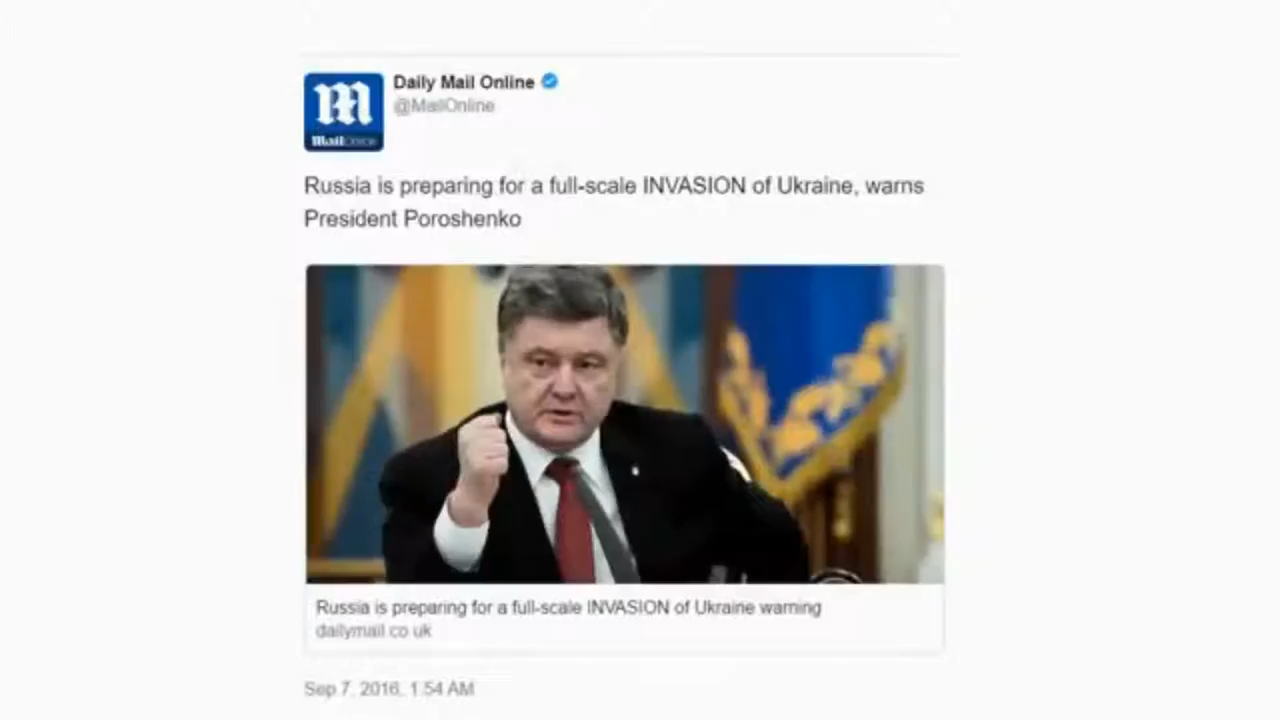 Daily Mail Online
@MailOnline
M
MailOnline
Russia is preparing for a full-scale INVASION of Ukraine, warns
President Poroshenko
Russia is preparing for a full-scale INVASION of Ukraine warning
dailymail.co.uk
Sep 7, 2016, 1:54 AM